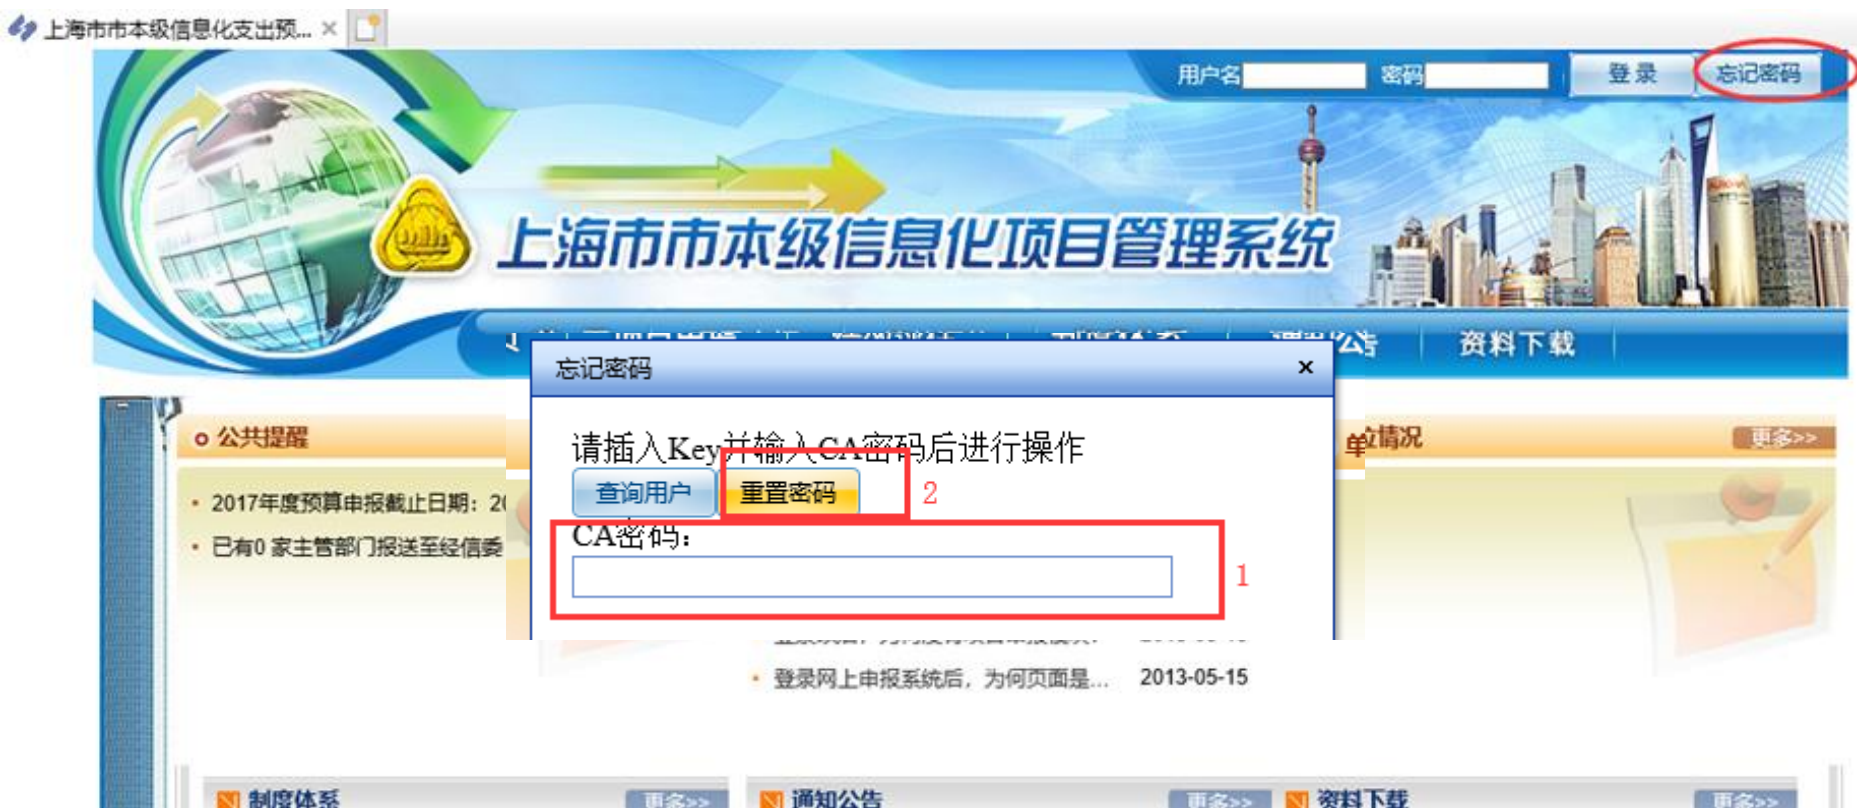 上海市市本级信息化支出预...
用户名
密码
登录
忘记密码
上海市市本级信息化项目管理系统
资料下载
忘记密码
x
请插入Key并输入CA密码后进行操作
查询用户
重置密码
2
CA密码：
1
公共提醒
2017年度预算申报截止日期：20
已有0 家主管部门报送至经信委
单位情况
更多>>
登录网上申报系统后，为何页面是...
2013-05-15
制度体系
更多>>
通知公告
更多>>
资料下载
更多>>